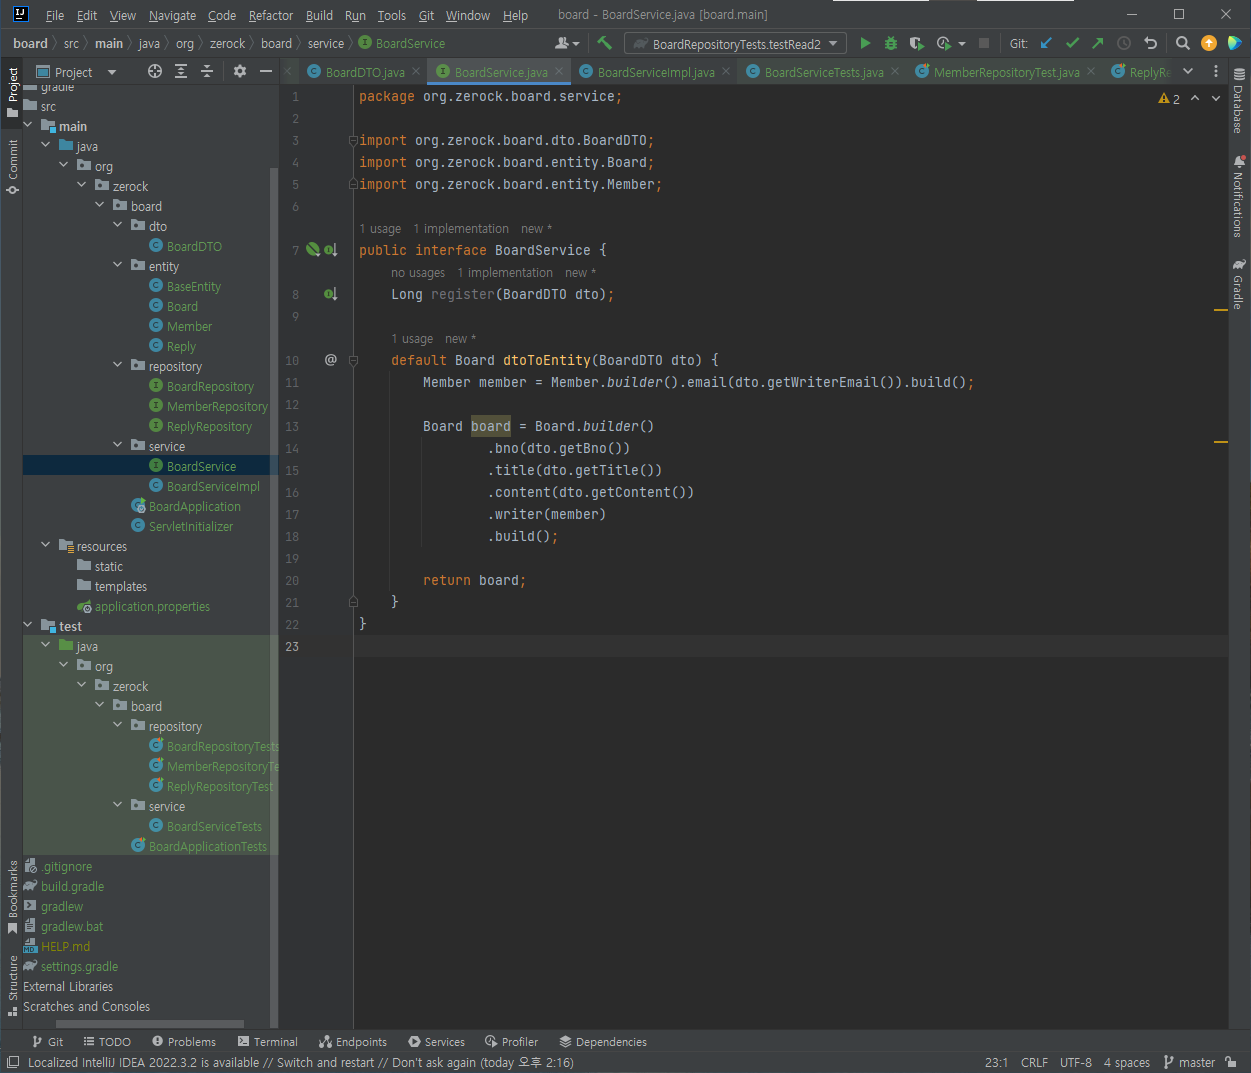 File Edit View Navigate Code Refactor Build Run Tools Git Window Help board - BoardService.java [board.main]
board src main java org zerock board service BoardService BoardRepositoryTests.testRead2 Git:
Project BoardDTO.java BoardService.java BoardServiceImpl.java BoardServiceTests.java MemberRepositoryTest.java ReplyRe
Project
Commit
Bookmarks
Structure
gradle
src
main
java
org
zerock
board
dto
BoardDTO
entity
BaseEntity
Board
Member
Reply
repository
BoardRepository
MemberRepository
ReplyRepository
service
BoardService
BoardServiceImpl
BoardApplication
ServletInitializer
resources
static
templates
application.properties
test
java
org
zerock
board
repository
BoardRepositoryTests
MemberRepositoryTe
ReplyRepositoryTest
service
BoardServiceTests
BoardApplicationTests
.gitignore
build.gradle
gradlew
gradlew.bat
HELP.md
settings.gradle
External Libraries
Scratches and Consoles
1 package org.zerock.board.service;
2
3 import org.zerock.board.dto.BoardDTO;
4 import org.zerock.board.entity.Board;
5 import org.zerock.board.entity.Member;
6
1 usage 1 implementation new *
7 public interface BoardService {
no usages 1 implementation new *
8 Long register(BoardDTO dto);
9
1 usage new *
10 @ default Board dtoToEntity(BoardDTO dto) {
11 Member member = Member.builder().email(dto.getWriterEmail()).build();
12
13 Board board = Board.builder()
14 .bno(dto.getBno())
15 .title(dto.getTitle())
16 .content(dto.getContent())
17 .writer(member)
18 .build();
19
20 return board;
21 }
22 }
23
2
Database
Notifications
Gradle
Git TODO Problems Terminal Endpoints Services Profiler Dependencies
Localized IntelliJ IDEA 2022.3.2 is available // Switch and restart // Don't ask again (today 오후 2:16) 23:1 CRLF UTF-8 4 spaces master